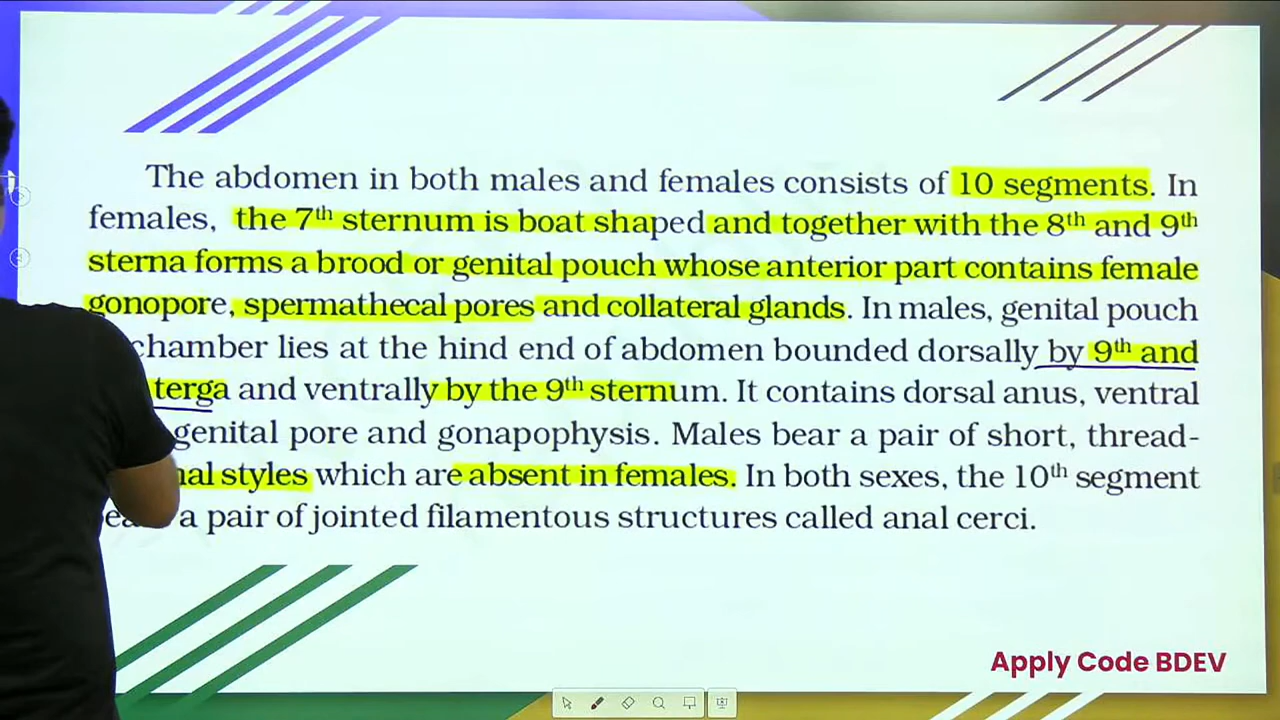 The abdomen in both males and females consists of 10 segments. In
females, the 7th sternum is boat shaped and together with the 8th and 9th
sterna forms a brood or genital pouch whose anterior part contains female
gonopore, spermathecal pores and collateral glands. In males, genital pouch
chamber lies at the hind end of abdomen bounded dorsally by 9th and
terga and ventrally by the 9th sternum. It contains dorsal anus, ventral
genital pore and gonapophysis. Males bear a pair of short, thread-
styles which are absent in females. In both sexes, the 10th segment
a pair of jointed filamentous structures called anal cerci.
Apply Code BDEV